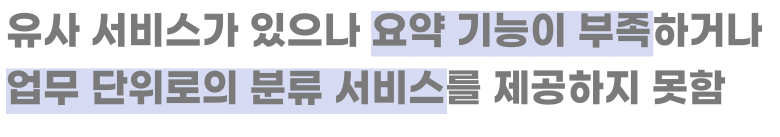 유사 서비스가 있으나 요약 기능이 부족하거나
업무 단위로의 분류 서비스를 제공하지 못함